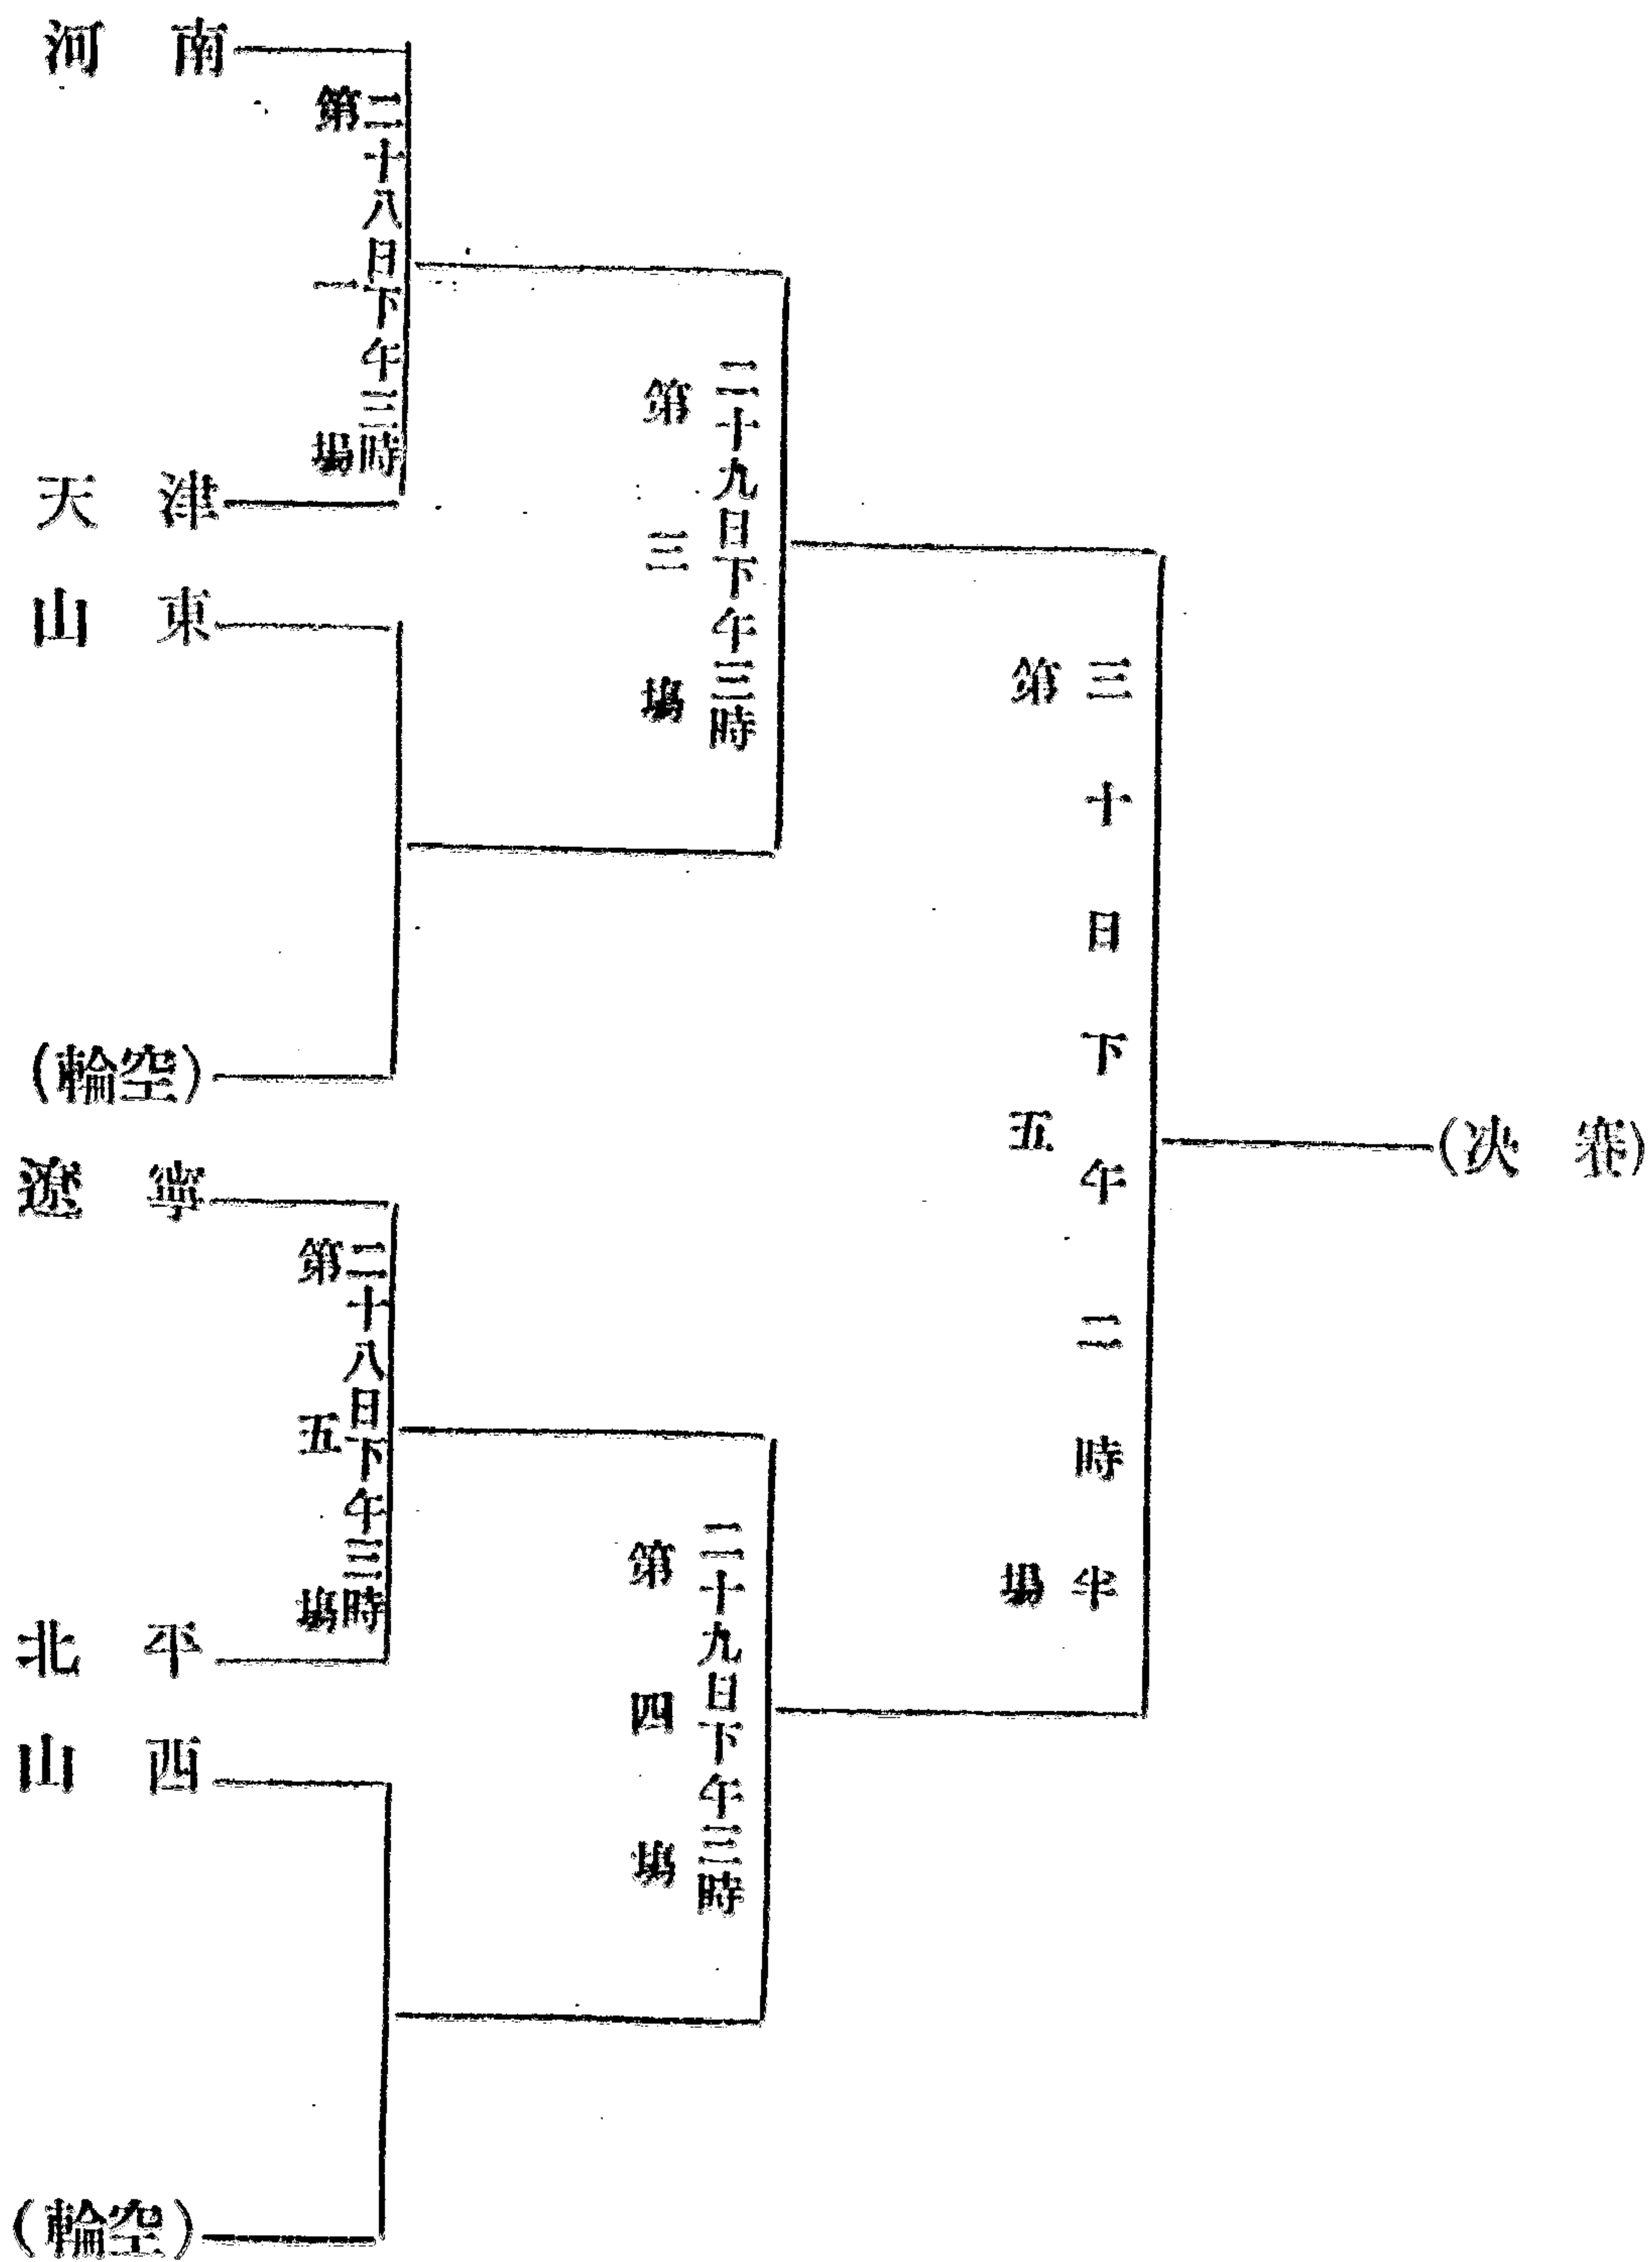 河南
二十八日下午三時
第一場
天津
山東
二十九日下午三時
第三場
(輪空)
三十日下午二時半
第五場
(决賽)
遼寧
二十八日下午三時
第五場
北平
山西
二十九日下午三時
第四場
(輪空)